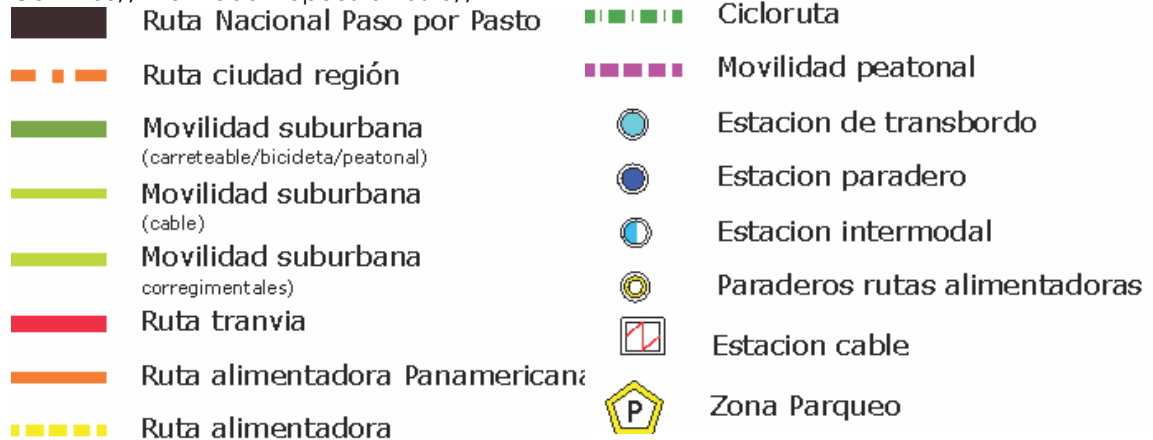 Ruta Nacional Paso por Pasto
Ruta ciudad región
Movilidad suburbana
(carreteable/bicideta/peatonal)
Movilidad suburbana
(cable)
Movilidad suburbana
corregimentales)
Ruta tranvia
Ruta alimentadora Panamericana
Ruta alimentadora
Cicloruta
Movilidad peatonal
Estacion de transbordo
Estacion paradero
Estacion intermodal
Paraderos rutas alimentadoras
Estacion cable
P
Zona Parqueo